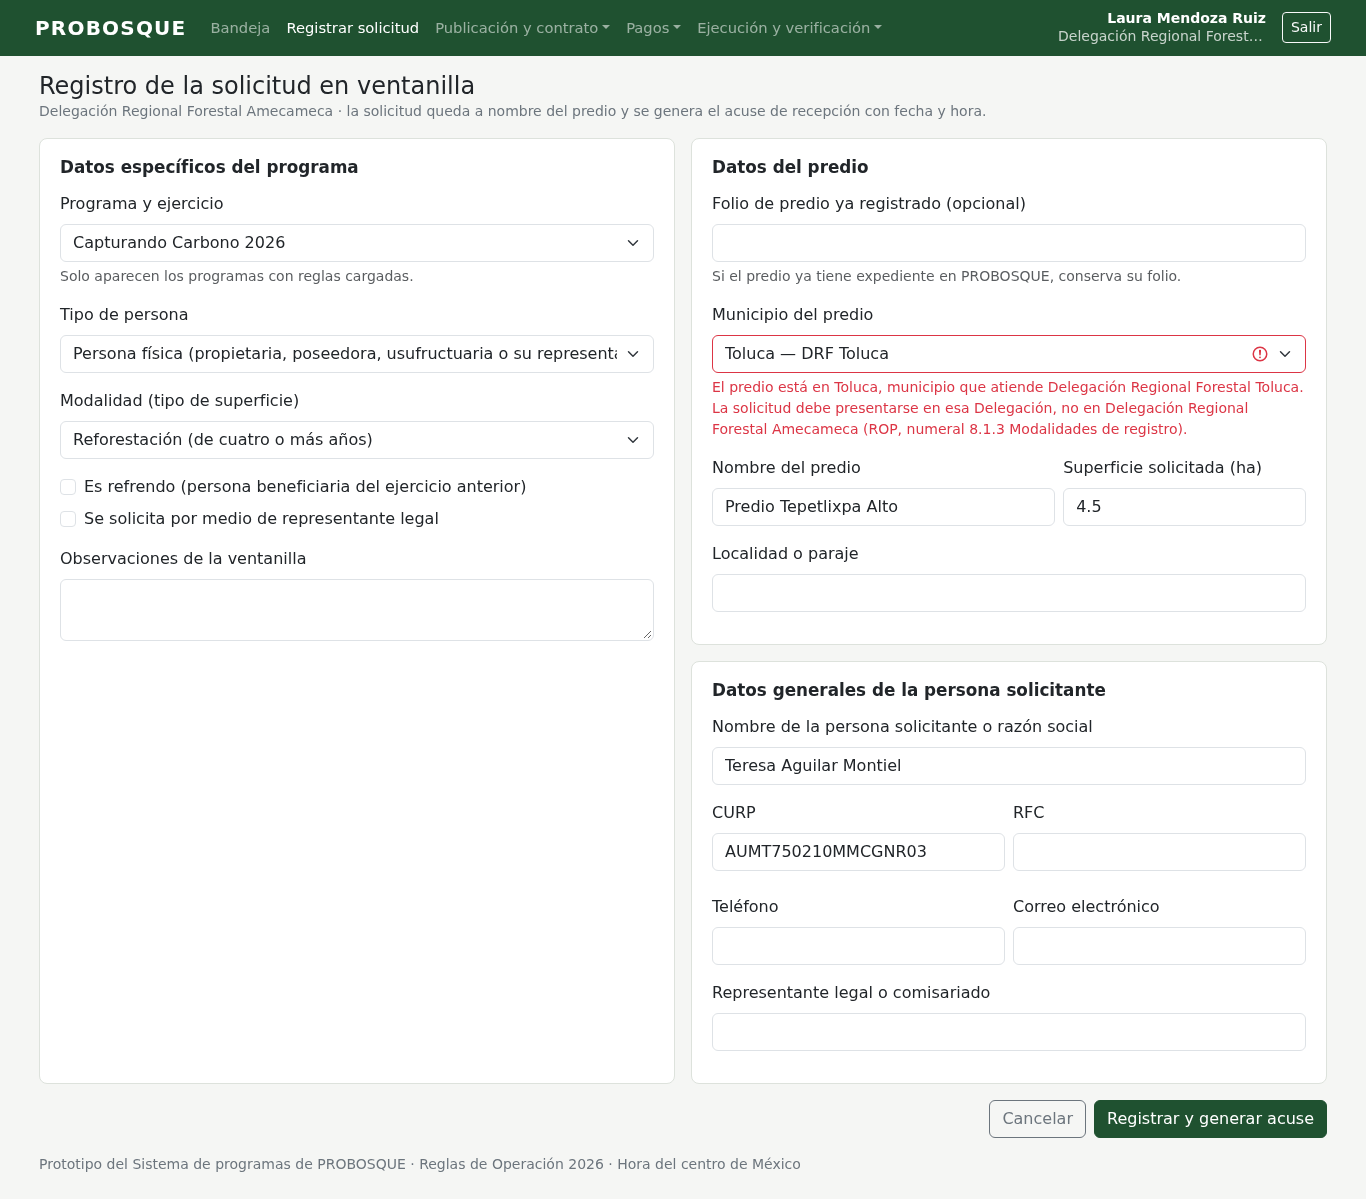 PROBOSQUE
Bandeja
Registrar solicitud
Publicación y contrato
Pagos
Ejecución y verificación
Laura Mendoza Ruiz
Delegación Regional Forest...
Salir
Registro de la solicitud en ventanilla
Delegación Regional Forestal Amecameca · la solicitud queda a nombre del predio y se genera el acuse de recepción con fecha y hora.
Datos específicos del programa
Programa y ejercicio
Capturando Carbono 2026
Solo aparecen los programas con reglas cargadas.
Tipo de persona
Persona física (propietaria, poseedora, usufructuaria o su representa
Modalidad (tipo de superficie)
Reforestación (de cuatro o más años)
Es refrendo (persona beneficiaria del ejercicio anterior)
Se solicita por medio de representante legal
Observaciones de la ventanilla
Datos del predio
Folio de predio ya registrado (opcional)
Si el predio ya tiene expediente en PROBOSQUE, conserva su folio.
Municipio del predio
Toluca — DRF Toluca
El predio está en Toluca, municipio que atiende Delegación Regional Forestal Toluca.
La solicitud debe presentarse en esa Delegación, no en Delegación Regional
Forestal Amecameca (ROP, numeral 8.1.3 Modalidades de registro).
Nombre del predio
Superficie solicitada (ha)
Predio Tepetlixpa Alto
4.5
Localidad o paraje
Datos generales de la persona solicitante
Nombre de la persona solicitante o razón social
Teresa Aguilar Montiel
CURP
RFC
AUMT750210MMCGNR03
Teléfono
Correo electrónico
Representante legal o comisariado
Cancelar
Registrar y generar acuse
Prototipo del Sistema de programas de PROBOSQUE · Reglas de Operación 2026 · Hora del centro de México